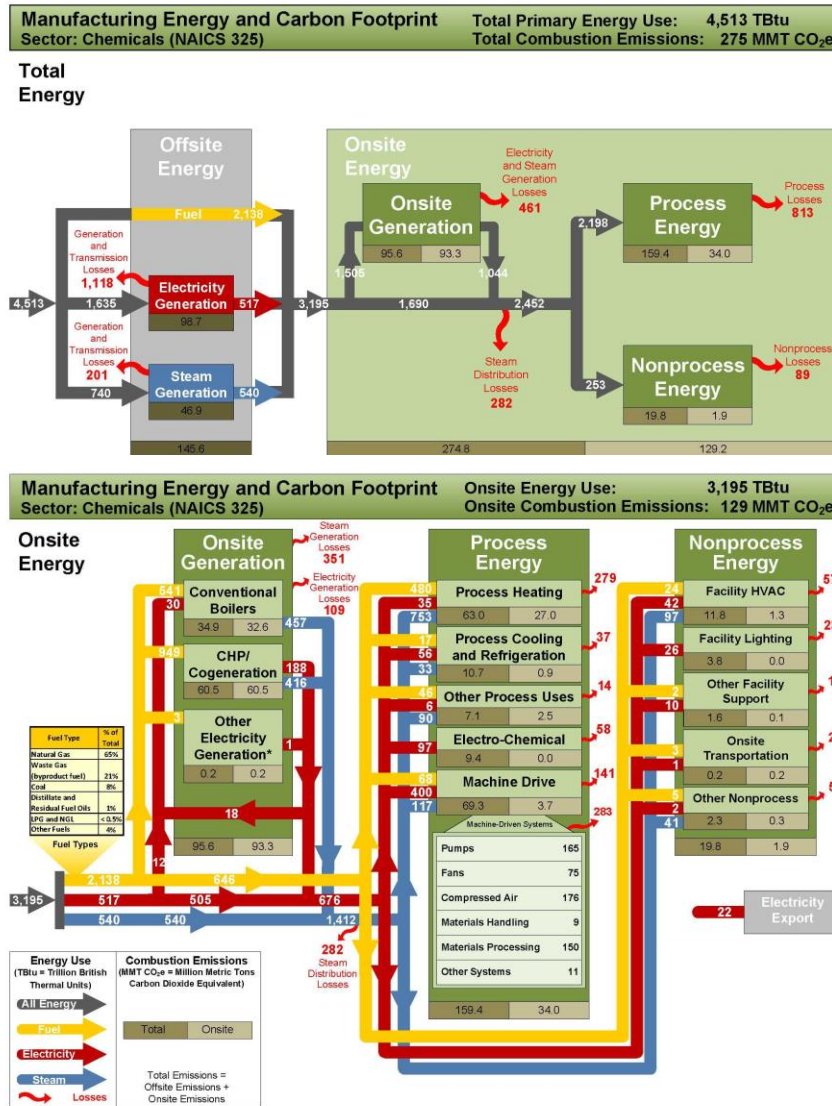 Manufacturing Energy and Carbon Footprint
Sector: Chemicals (NAICS 325)
Total Primary Energy Use: 4,513 TBtu
Total Combustion Emissions: 275 MMT CO₂e
Total
Energy
Offsite
Energy
Fuel 2,138
Generation
and
Transmission
Losses
1,118
4,513
1,635
Electricity
Generation
517
98.7
Generation
and
Transmission
Losses
201
740
Steam
Generation
540
46.9
145.6
3,195
Onsite
Energy
Electricity
and Steam
Generation
Losses
461
Onsite
Generation
95.6 93.3
1,505
1,044
1,690
2,452
Steam
Distribution
Losses
282
2,198
Process
Energy
159.4 34.0
Process
Losses
813
253
Nonprocess
Energy
19.8 1.9
Nonprocess
Losses
89
274.8 129.2
Manufacturing Energy and Carbon Footprint
Sector: Chemicals (NAICS 325)
Onsite Energy Use: 3,195 TBtu
Onsite Combustion Emissions: 129 MMT CO₂e
Onsite
Energy
Onsite
Generation
Steam
Generation
Losses
351
Electricity
Generation
Losses
109
541
30
Conventional
Boilers
34.9 32.6
457
949
CHP/
Cogeneration
60.5 60.5
188
416
3
Other
Electricity
Generation*
0.2 0.2
1
18
12
95.6 93.3
Fuel Type % of Total
Natural Gas 65%
Waste Gas
(byproduct fuel) 21%
Coal 8%
Distillate and
Residual Fuel Oils 1%
LPG and NGL < 0.5%
Other Fuels 4%
Fuel Types
3,195
2,138 646
517 505 676
540 540 1,412
282
Steam
Distribution
Losses
Process
Energy
480
35
753
Process Heating
63.0 27.0
279
17
56
33
Process Cooling
and Refrigeration
10.7 0.9
37
46
6
90
Other Process Uses
7.1 2.5
14
97
Electro-Chemical
9.4 0.0
58
68
400
117
Machine Drive
69.3 3.7
141
Machine-Driven Systems
283
Pumps 165
Fans 75
Compressed Air 176
Materials Handling 9
Materials Processing 150
Other Systems 11
159.4 34.0
Nonprocess
Energy
24
42
97
Facility HVAC
11.8 1.3
57
26
Facility Lighting
3.8 0.0
2
10
Other Facility
Support
1.6 0.1
3
1
Onsite
Transportation
0.2 0.2
5
2
41
Other Nonprocess
2.3 0.3
19.8 1.9
22
Electricity
Export
Energy Use
(TBtu = Trillion British
Thermal Units)
All Energy
Fuel
Electricity
Steam
Losses
Combustion Emissions
(MMT CO₂e = Million Metric Tons
Carbon Dioxide Equivalent)
Total Onsite
Total Emissions =
Offsite Emissions +
Onsite Emissions